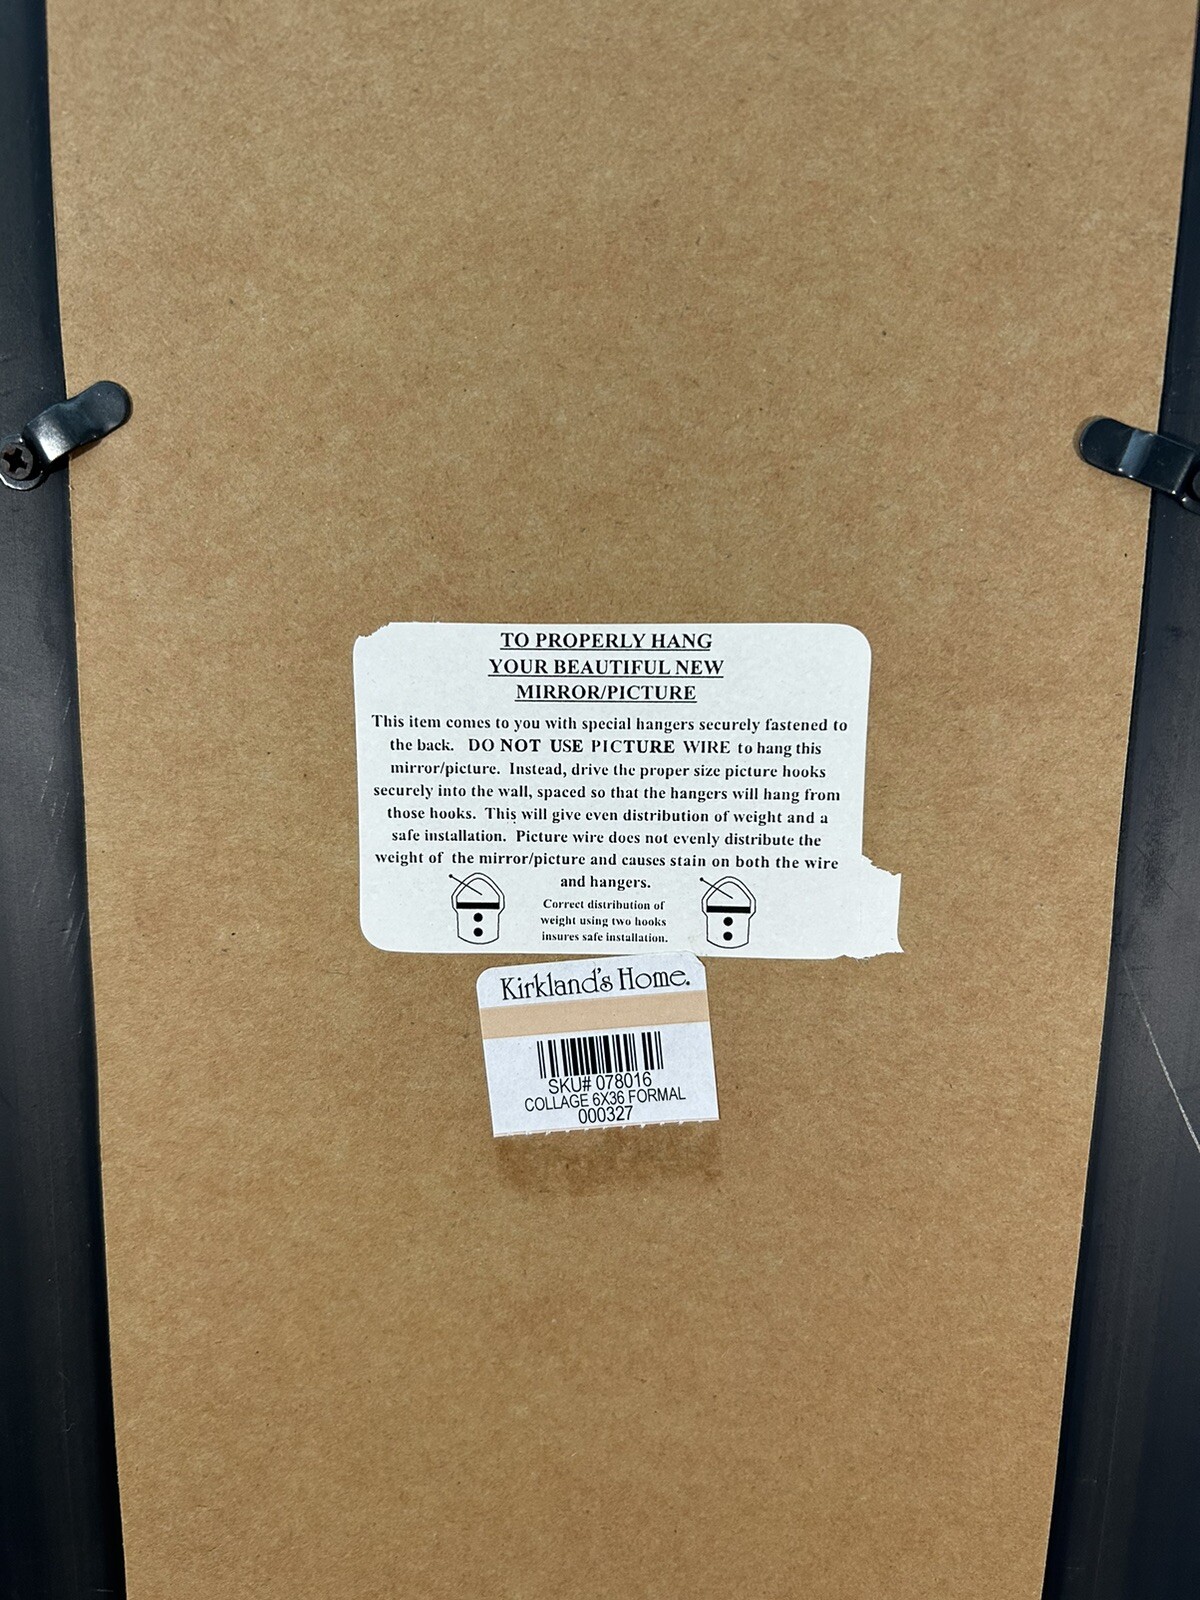 TO PROPERLY HANG
YOUR BEAUTIFUL NEW
MIRROR/PICTURE
This item comes to you with special hangers securely fastened to
the back. DO NOT USE PICTURE WIRE to hang this
mirror/picture. Instead, drive the proper size picture hooks
securely into the wall, spaced so that the hangers will hang from
those hooks. This will give even distribution of weight and a
safe installation. Picture wire does not evenly distribute the
weight of the mirror/picture and causes stain on both the wire
and hangers.
Correct distribution of
weight using two hooks
insures safe installation.
Kirkland's Home.
SKU# 078016
COLLAGE 6X36 FORMAL
000327